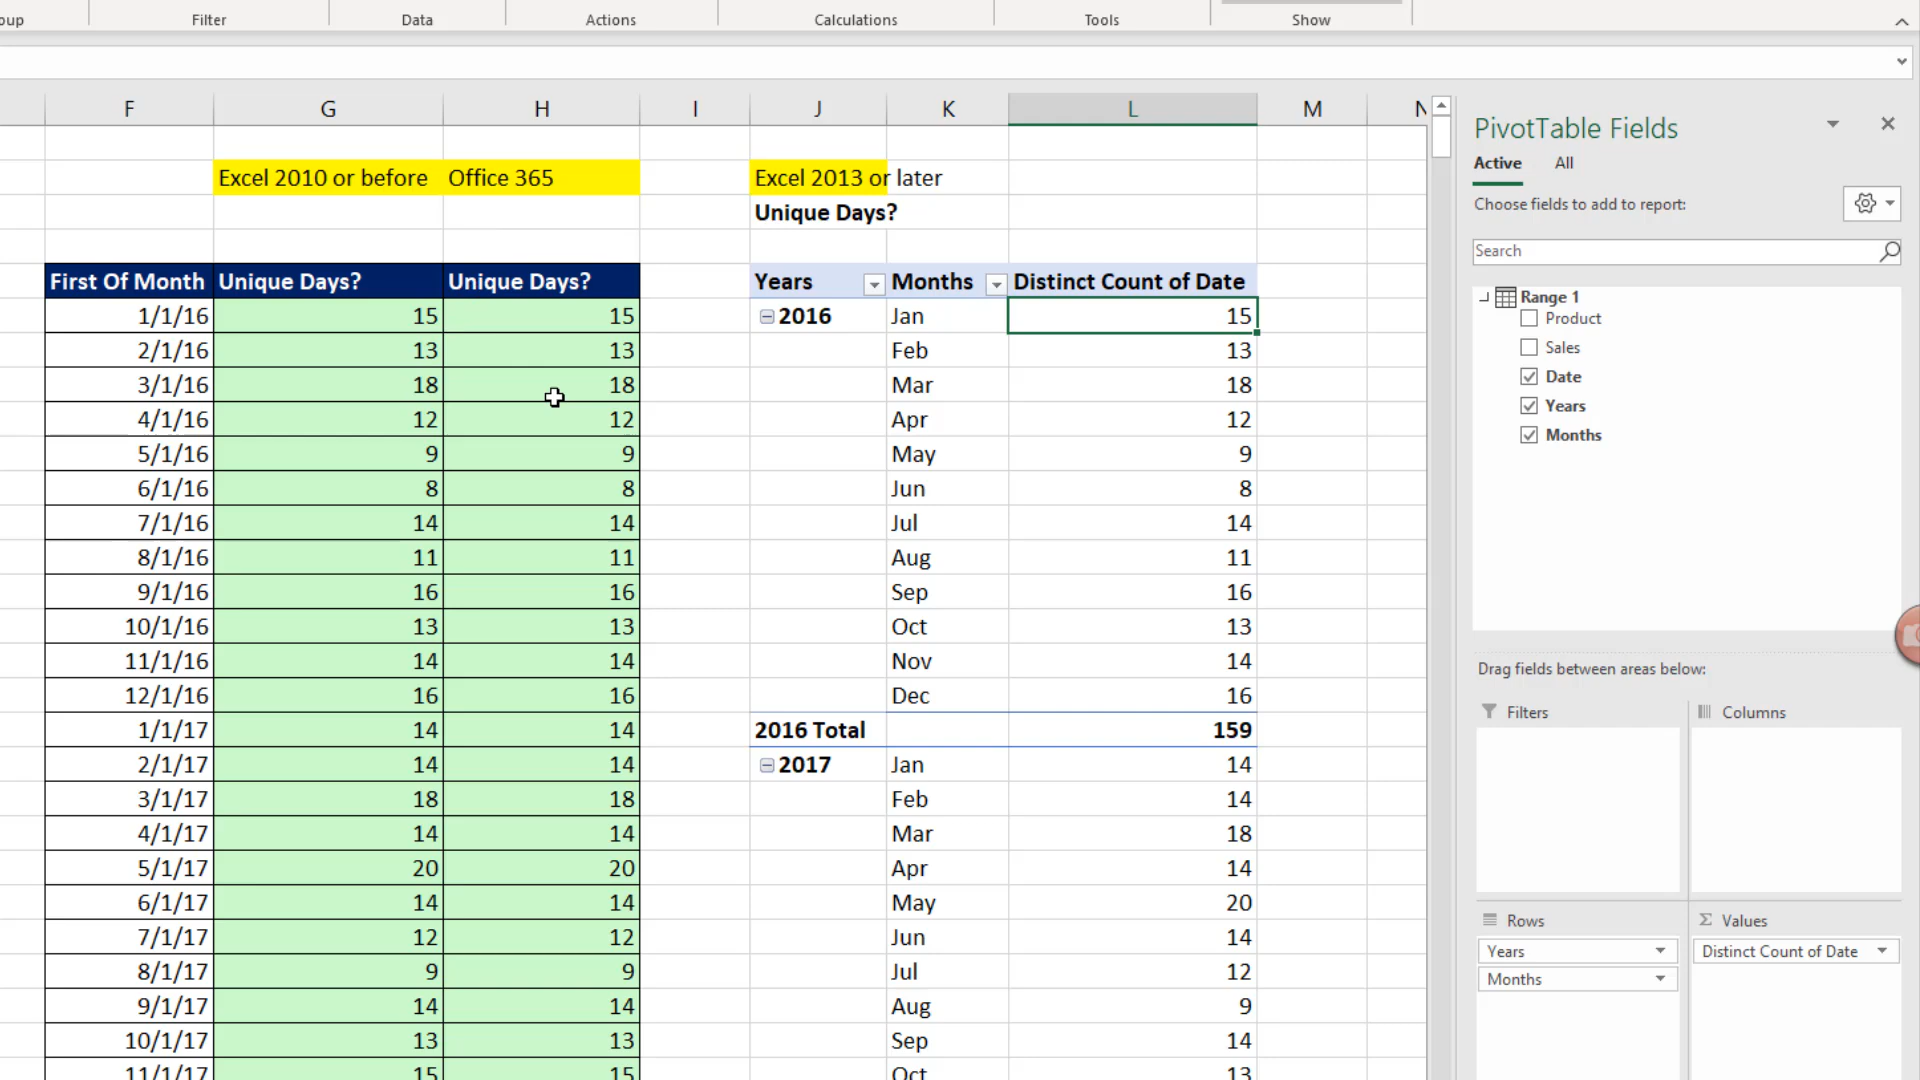 oup Filter Data Actions Calculations Tools Show
F G H I J K L M N
Excel 2010 or before Office 365 Excel 2013 or later
Unique Days?
First Of Month Unique Days? Unique Days? Years Months Distinct Count of Date
1/1/16 15 15 2016 Jan 15
2/1/16 13 13 Feb 13
3/1/16 18 18 Mar 18
4/1/16 12 12 Apr 12
5/1/16 9 9 May 9
6/1/16 8 8 Jun 8
7/1/16 14 14 Jul 14
8/1/16 11 11 Aug 11
9/1/16 16 16 Sep 16
10/1/16 13 13 Oct 13
11/1/16 14 14 Nov 14
12/1/16 16 16 Dec 16
1/1/17 14 14 2016 Total 159
2/1/17 14 14 2017 Jan 14
3/1/17 18 18 Feb 14
4/1/17 14 14 Mar 18
5/1/17 20 20 Apr 14
6/1/17 14 14 May 20
7/1/17 12 12 Jun 14
8/1/17 9 9 Jul 12
9/1/17 14 14 Aug 9
10/1/17 13 13 Sep 14
11/1/17 15 15 Oct 13
PivotTable Fields
Active All
Choose fields to add to report:
Search
Range 1
Product
Sales
Date
Years
Months
Drag fields between areas below:
Filters Columns
Rows Values
Years Distinct Count of Date
Months